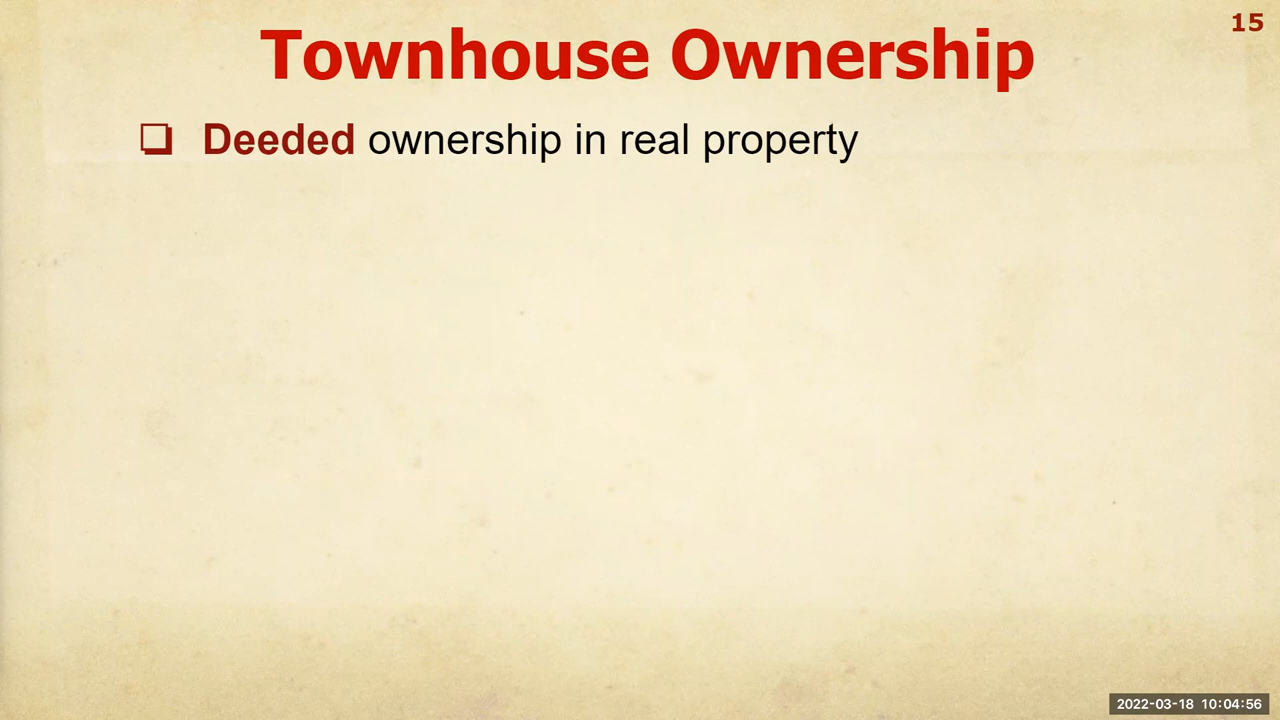 15
Townhouse Ownership
❑ Deeded ownership in real property
2022-03-18 10:04:56